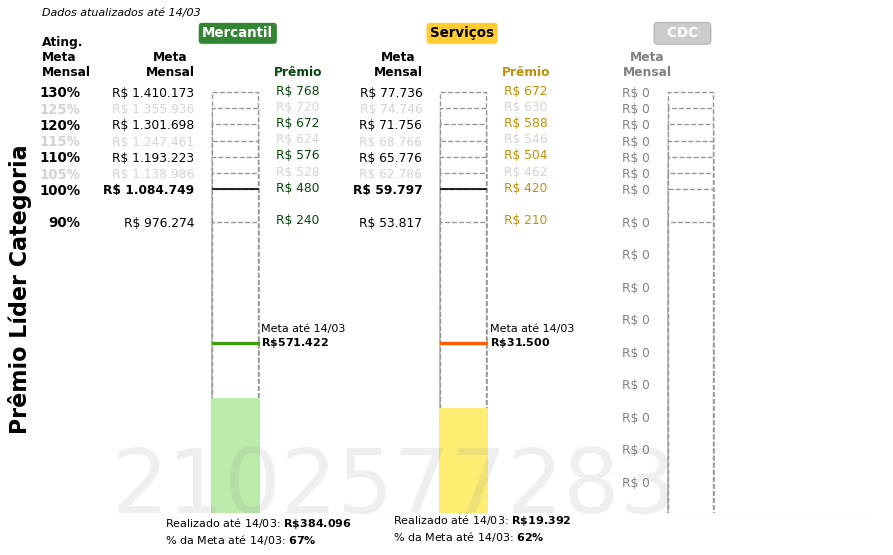 Dados atualizados até 14/03
Mercantil Serviços CDC
Ating. Meta Mensal Meta Mensal Prêmio Meta Mensal Prêmio Meta Mensal
130% R$ 1.410.173 R$ 768 R$ 77.736 R$ 672 R$ 0
125% R$ 1.355.936 R$ 720 R$ 74.746 R$ 630 R$ 0
120% R$ 1.301.698 R$ 672 R$ 71.756 R$ 588 R$ 0
115% R$ 1.247.461 R$ 624 R$ 68.766 R$ 546 R$ 0
110% R$ 1.193.223 R$ 576 R$ 65.776 R$ 504 R$ 0
105% R$ 1.138.986 R$ 528 R$ 62.786 R$ 462 R$ 0
100% R$ 1.084.749 R$ 480 R$ 59.797 R$ 420 R$ 0
90% R$ 976.274 R$ 240 R$ 53.817 R$ 210 R$ 0
R$ 0
R$ 0
R$ 0
Meta até 14/03 Meta até 14/03
R$571.422 R$31.500
R$ 0
R$ 0
R$ 0
R$ 0
R$ 0
Prêmio Líder Categoria
2102577283
Realizado até 14/03: R$384.096 Realizado até 14/03: R$19.392
% da Meta até 14/03: 67% % da Meta até 14/03: 62%